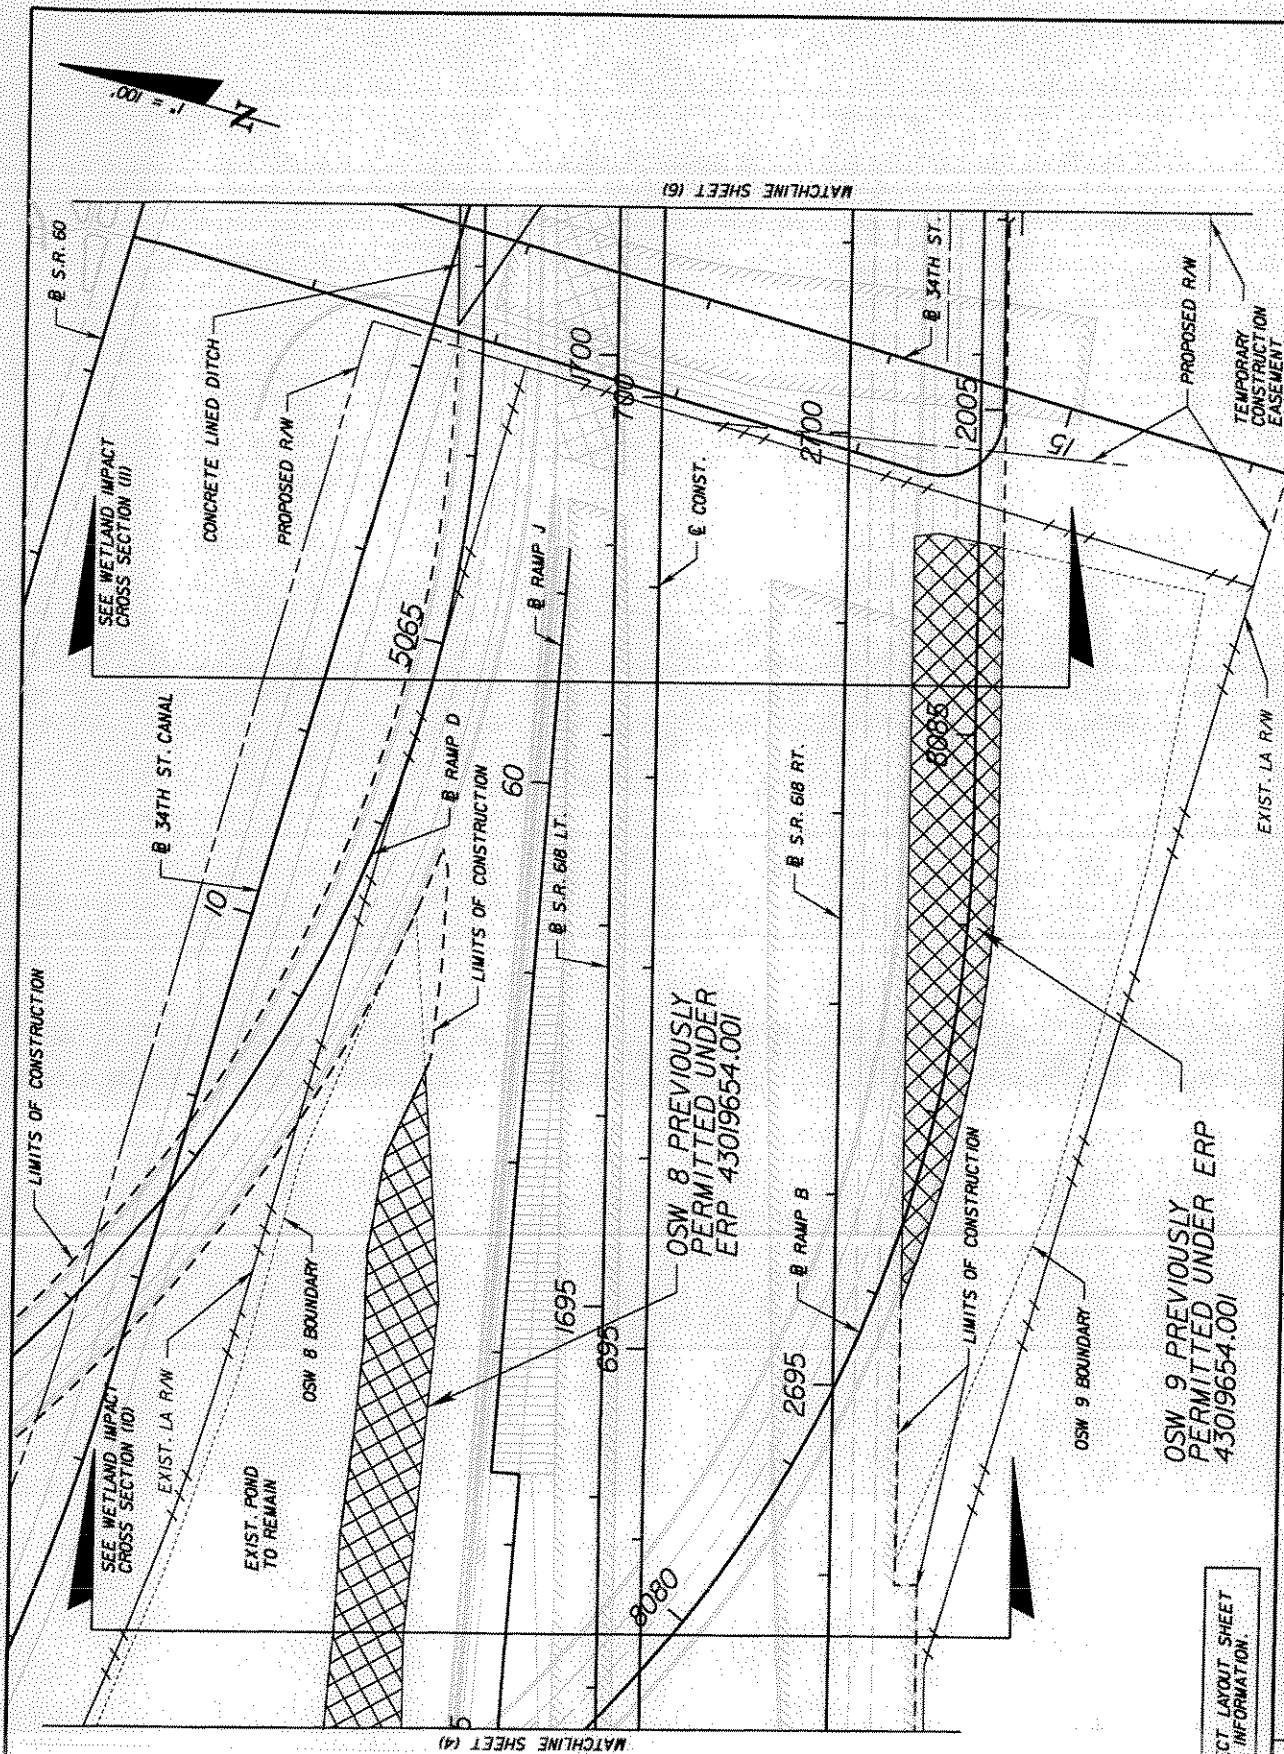 1" = 100'
N
MATCHLINE SHEET (6)
℄ S.R. 60
SEE WETLAND IMPACT
CROSS SECTION (11)
CONCRETE LINED DITCH
PROPOSED R/W
℄ 34TH ST. CANAL
10
LIMITS OF CONSTRUCTION
5065
℄ RAMP D
LIMITS OF CONSTRUCTION
℄ RAMP J
60
℄ S.R. 618 LT.
1700
700
℄ CONST.
2700
℄ 34TH ST.
2005
15
PROPOSED R/W
TEMPORARY
CONSTRUCTION
EASEMENT
EXIST. LA R/W
8085
℄ S.R. 618 RT.
OSW 8 PREVIOUSLY
PERMITTED UNDER
ERP 43019654.001
1695
695
2695
℄ RAMP B
LIMITS OF CONSTRUCTION
OSW 9 BOUNDARY
OSW 9 PREVIOUSLY
PERMITTED UNDER ERP
43019654.001
OSW 8 BOUNDARY
EXIST. LA R/W
SEE WETLAND IMPACT
CROSS SECTION (10)
EXIST. POND
TO REMAIN
8080
5
MATCHLINE SHEET (4)
CT LAYOUT SHEET
INFORMATION.